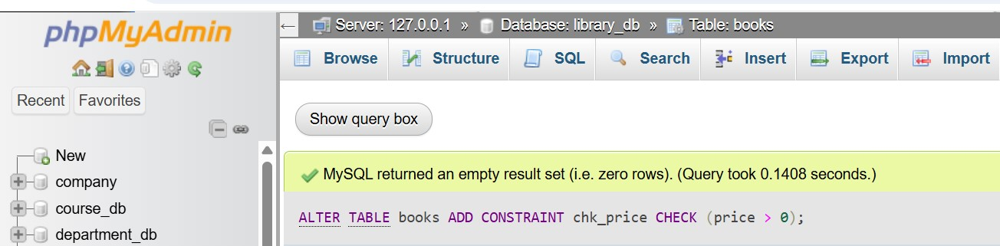 phpMyAdmin
Recent Favorites
New
company
course_db
department_db
← Server: 127.0.0.1 » Database: library_db » Table: books
Browse Structure SQL Search Insert Export Import
Show query box
MySQL returned an empty result set (i.e. zero rows). (Query took 0.1408 seconds.)
ALTER TABLE books ADD CONSTRAINT chk_price CHECK (price > 0);